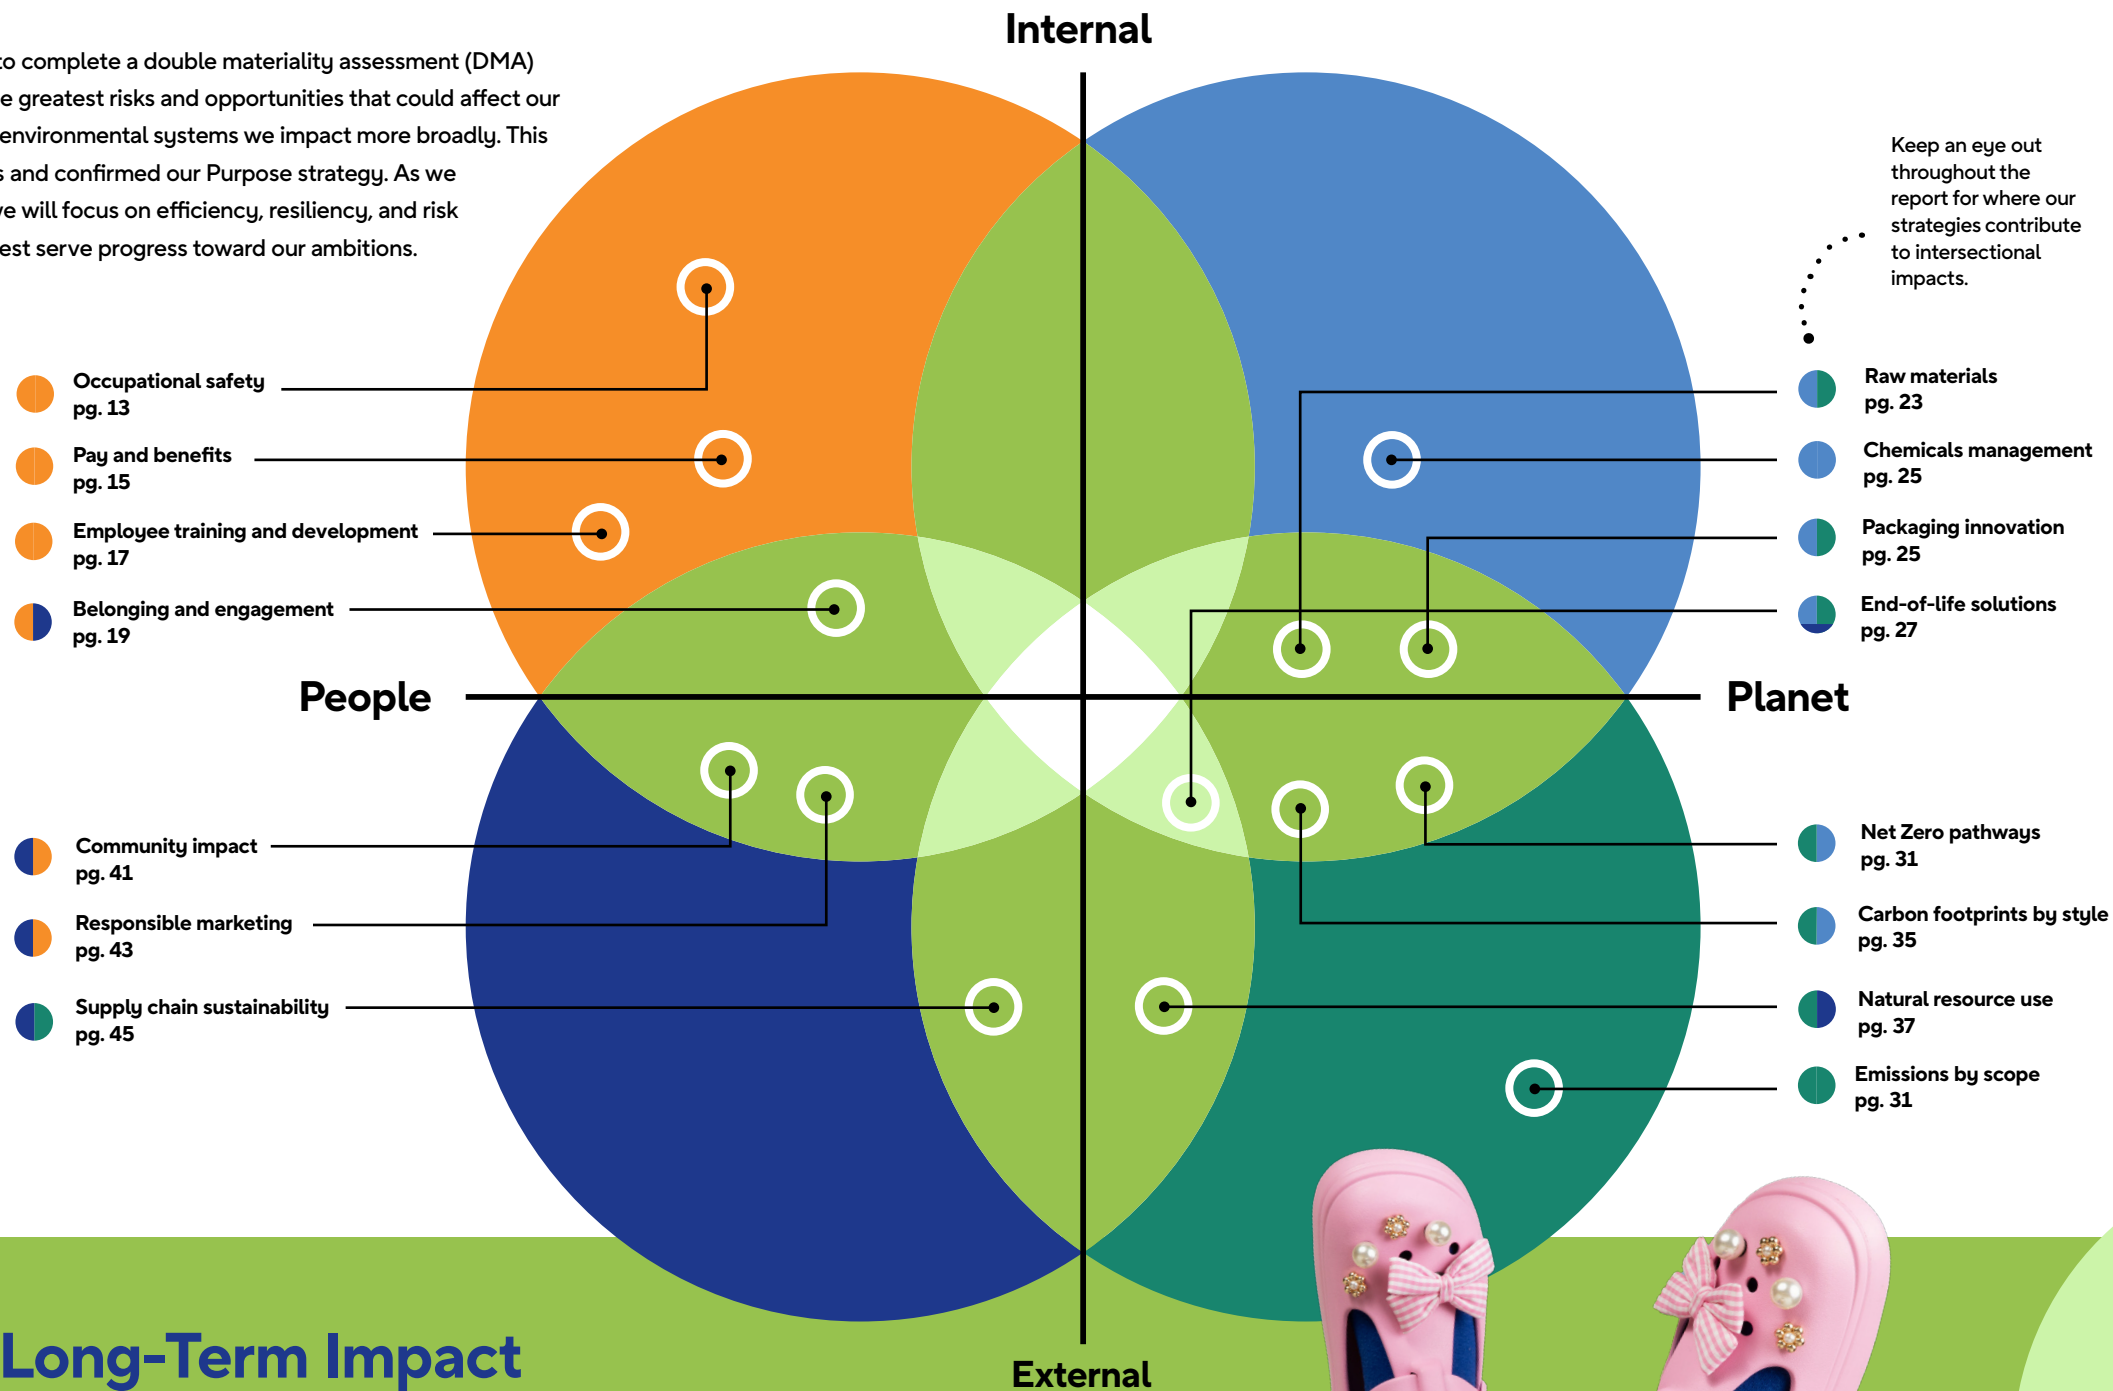 Internal
to complete a double materiality assessment (DMA)
e greatest risks and opportunities that could affect our
environmental systems we impact more broadly. This
s and confirmed our Purpose strategy. As we
ve will focus on efficiency, resiliency, and risk
est serve progress toward our ambitions.
Keep an eye out
throughout the
report for where our
strategies contribute
to intersectional
impacts.
Occupational safety
pg. 13
Pay and benefits
pg. 15
Employee training and development
pg. 17
Belonging and engagement
pg. 19
Raw materials
pg. 23
Chemicals management
pg. 25
Packaging innovation
pg. 25
End-of-life solutions
pg. 27
People
Planet
Community impact
pg. 41
Responsible marketing
pg. 43
Supply chain sustainability
pg. 45
Net Zero pathways
pg. 31
Carbon footprints by style
pg. 35
Natural resource use
pg. 37
Emissions by scope
pg. 31
Long-Term Impact
External